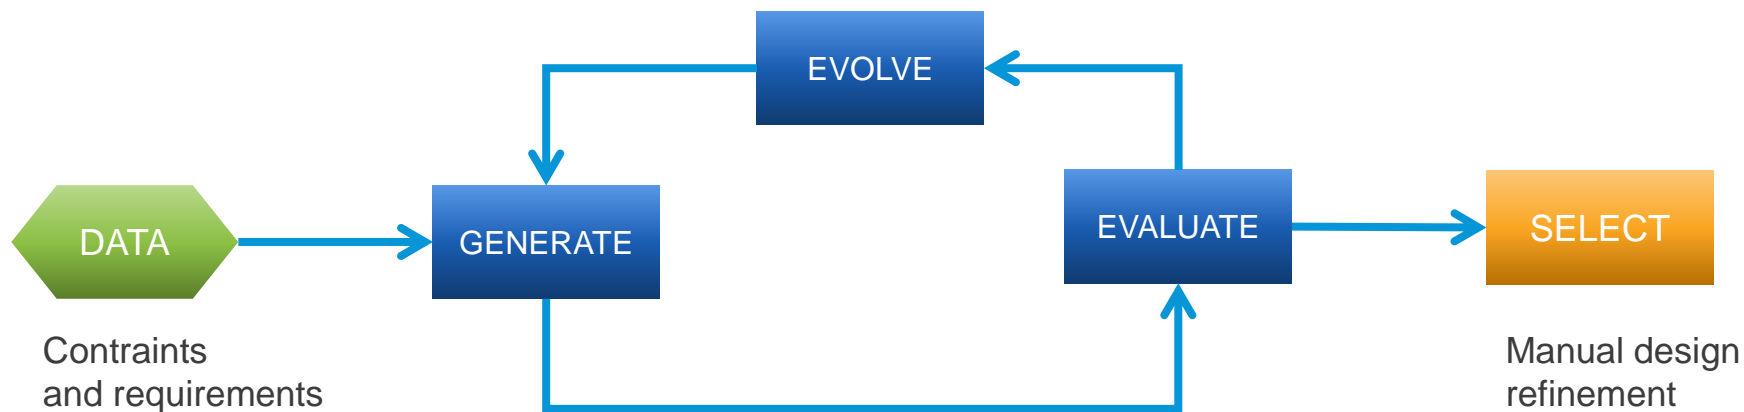 EVOLVE
DATA
GENERATE
EVALUATE
SELECT
Contraints
and requirements
Manual design
refinement